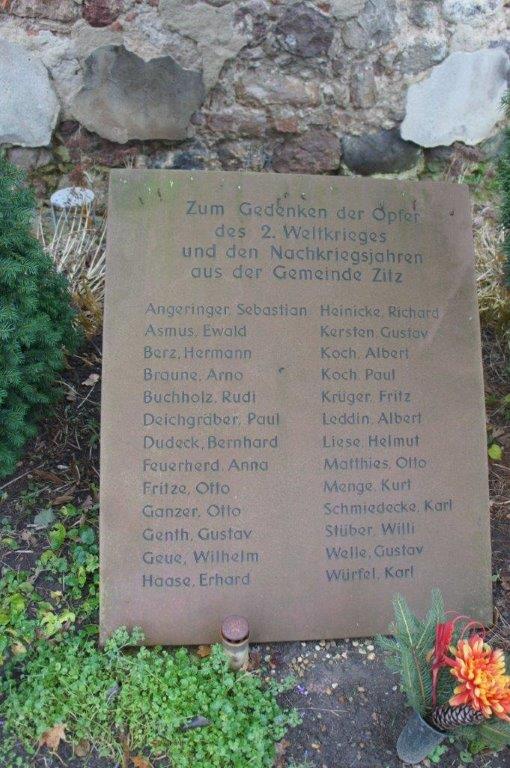 Zum Gedenken der Opfer
des 2. Weltkrieges
und den Nachkriegsjahren
aus der Gemeinde Zitz
Angeringer, Sebastian
Asmus, Ewald
Berz, Hermann
Braune, Arno
Buchholz, Rudi
Deichgräber, Paul
Dudeck, Bernhard
Feuerherd, Anna
Fritze, Otto
Ganzer, Otto
Genth, Gustav
Geue, Wilhelm
Haase, Erhard
Heinicke, Richard
Kersten, Gustav
Koch, Albert
Koch, Paul
Krüger, Fritz
Leddin, Albert
Liese, Helmut
Matthies, Otto
Menge, Kurt
Schmiedecke, Karl
Stüber, Willi
Welle, Gustav
Würfel, Karl